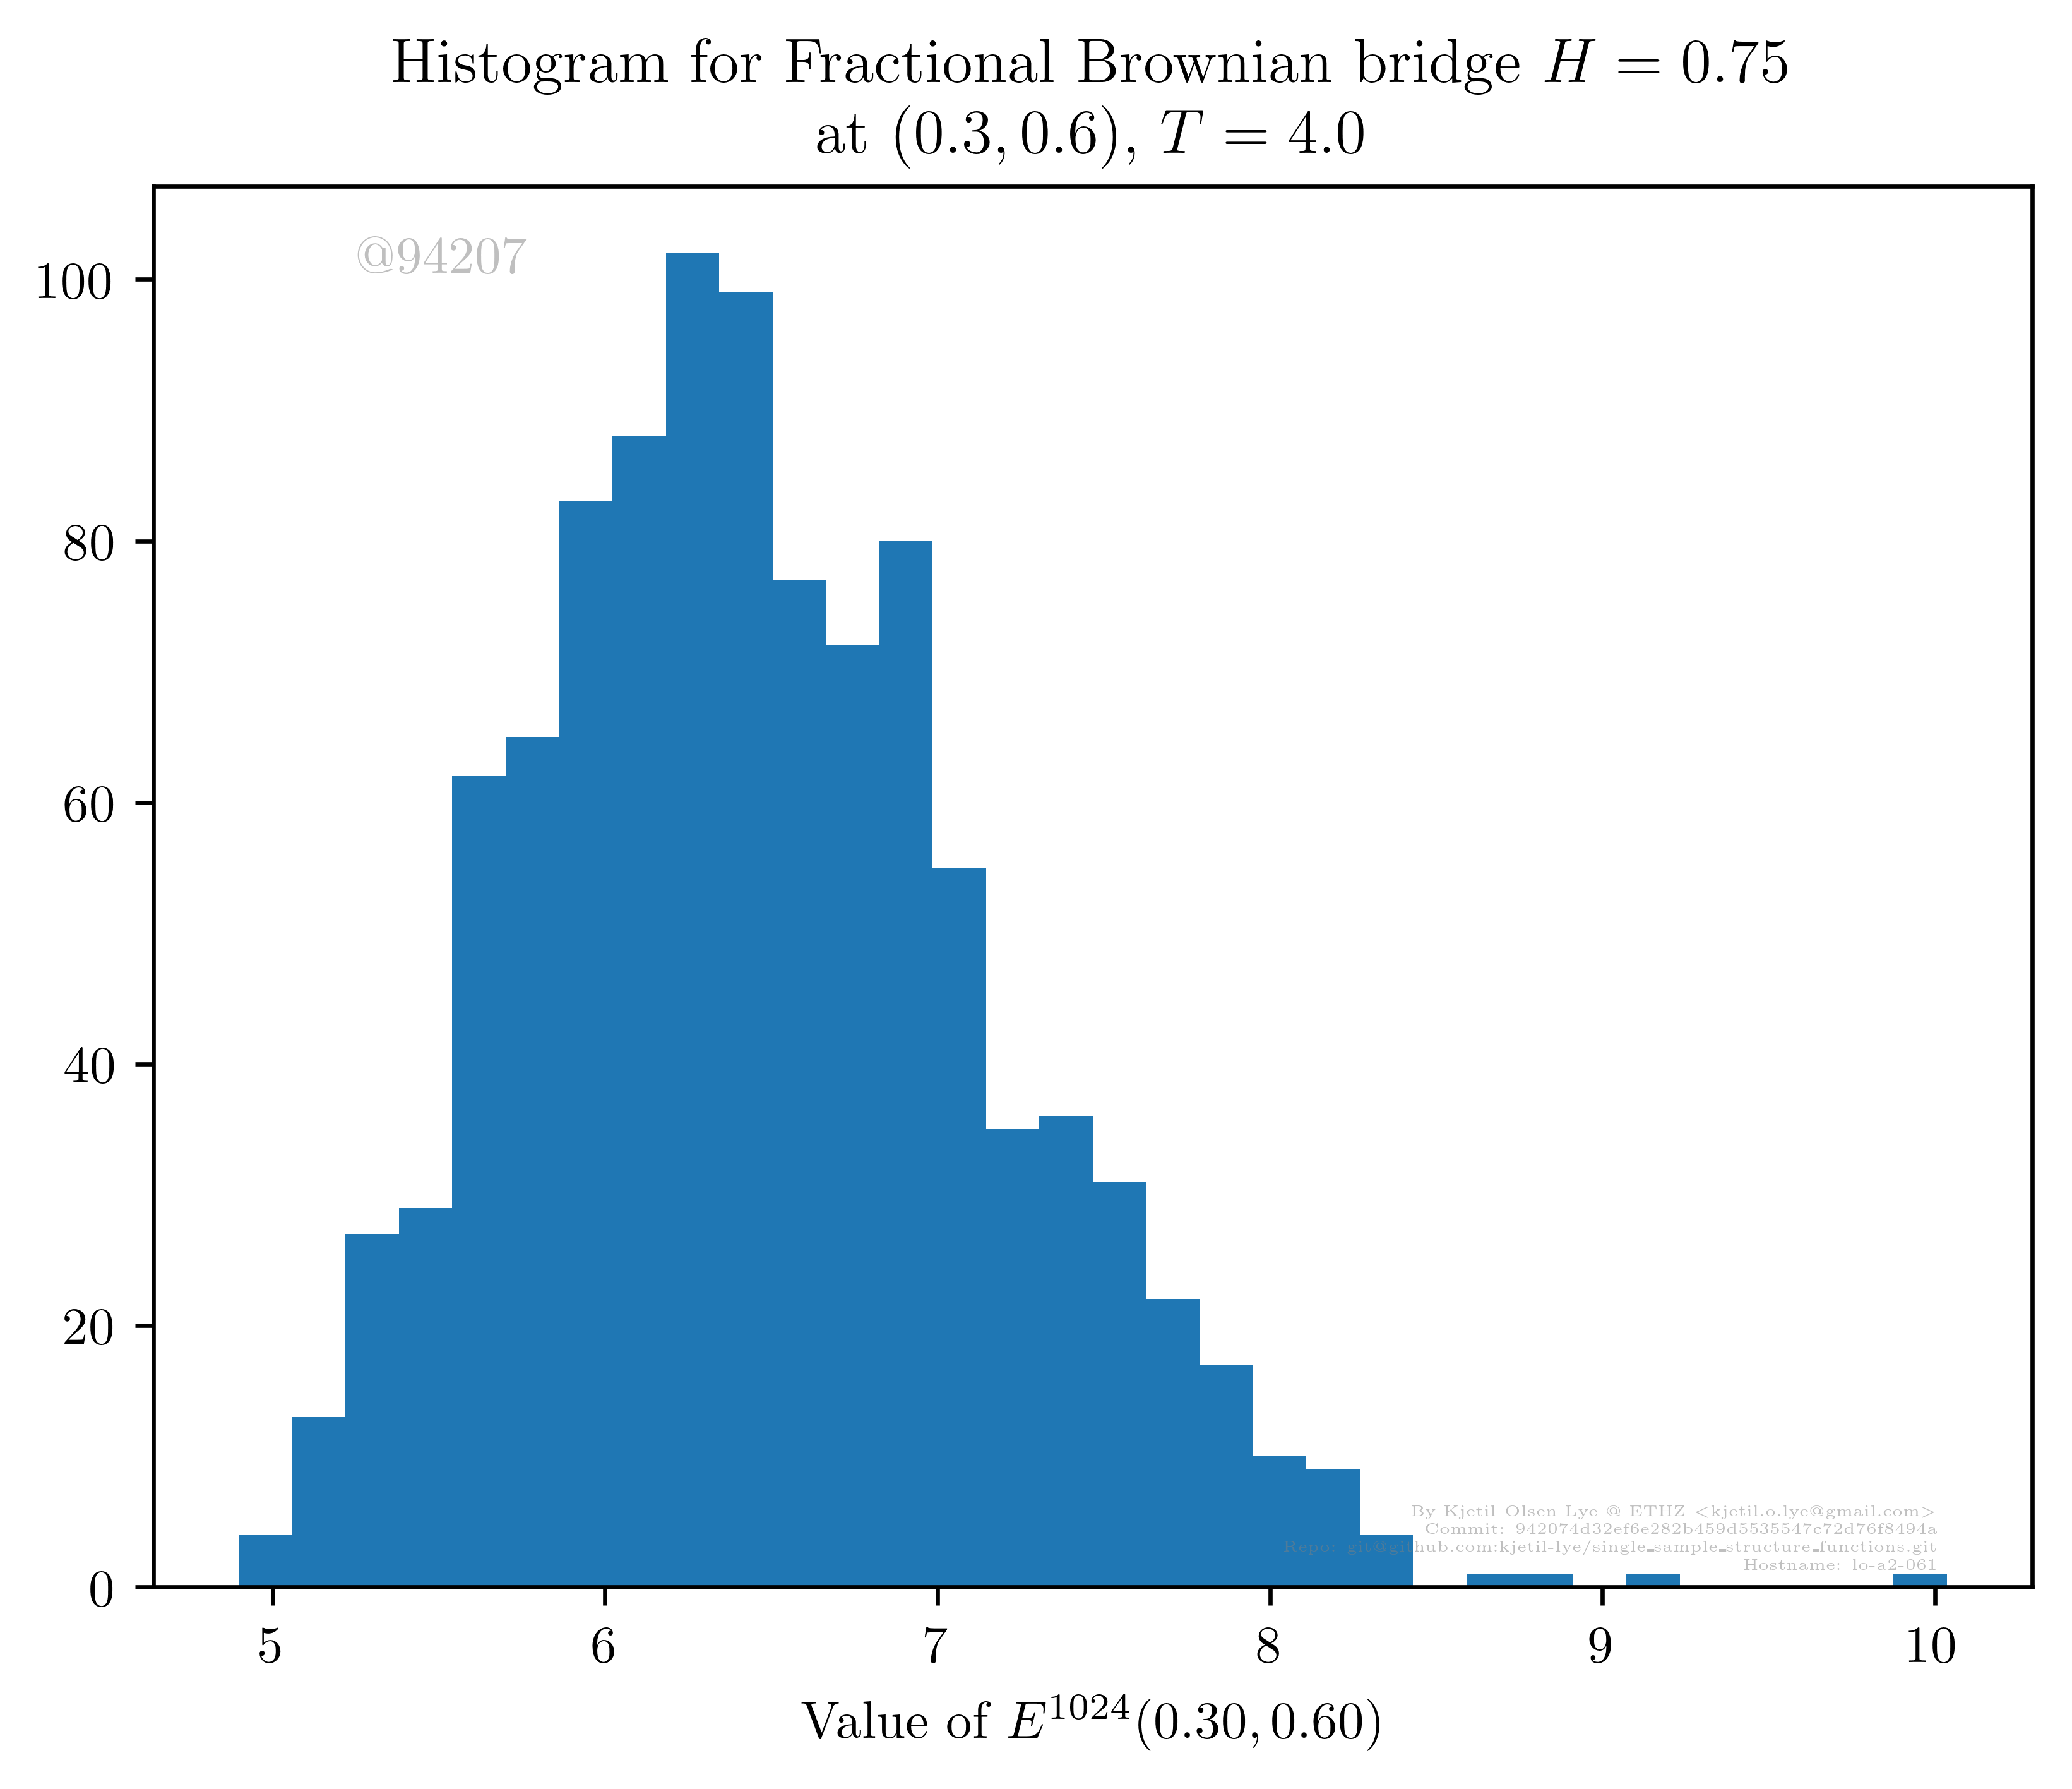 Histogram for Fractional Brownian bridge H = 0.75
at (0.3, 0.6), T = 4.0
@94207
100
80
60
40
20
0
By Kjetil Olsen Lye @ ETHZ <kjetil.o.lye@gmail.com>
Commit: 942074d32ef6e282b459d5535547c72d76f8494a
Repo: git@github.com:kjetil-lye/single_sample_structure_functions.git
Hostname: lo-a2-061
5 6 7 8 9 10
Value of E^1024(0.30, 0.60)